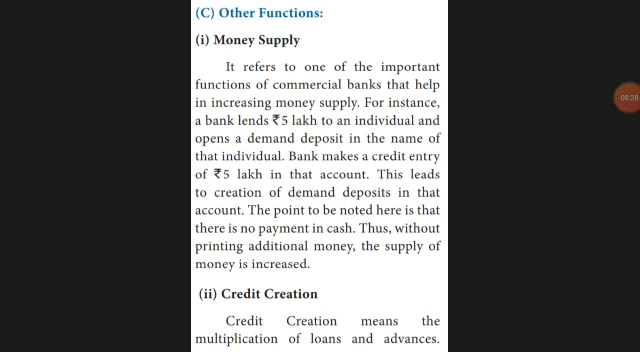 (C) Other Functions:
(i) Money Supply
It refers to one of the important
functions of commercial banks that help
in increasing money supply. For instance,
a bank lends ₹5 lakh to an individual and
opens a demand deposit in the name of
that individual. Bank makes a credit entry
of ₹5 lakh in that account. This leads
to creation of demand deposits in that
account. The point to be noted here is that
there is no payment in cash. Thus, without
printing additional money, the supply of
money is increased.
(ii) Credit Creation
Credit Creation means the
multiplication of loans and advances.
08:28